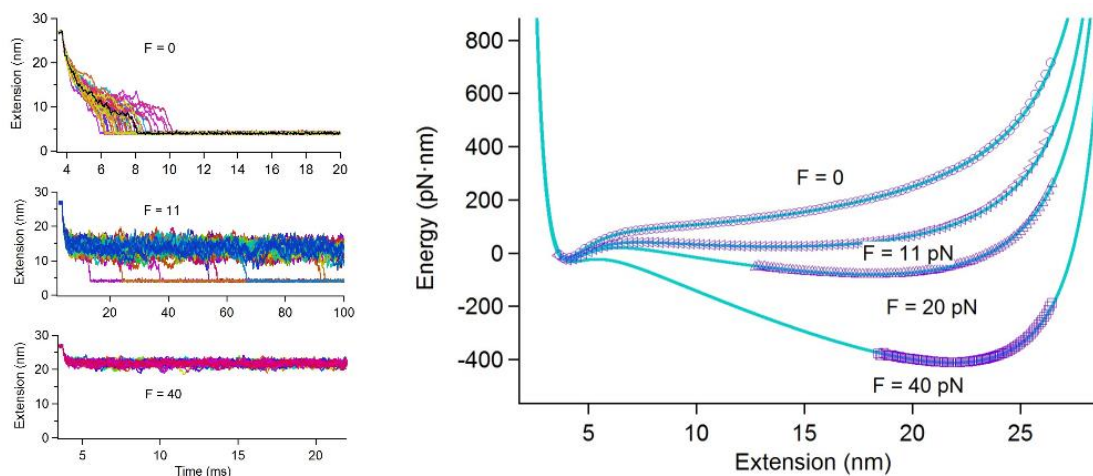 30
20
10
0
Extension (nm)
F = 0
4 6 8 10 12 14 16 18 20
30
20
10
0
Extension (nm)
F = 11
20 40 60 80 100
30
20
10
0
Extension (nm)
F = 40
5 10 15 20
Time (ms)
800
600
400
200
0
-200
-400
Energy (pN·nm)
F = 0
F = 11 pN
F = 20 pN
F = 40 pN
5 10 15 20 25
Extension (nm)